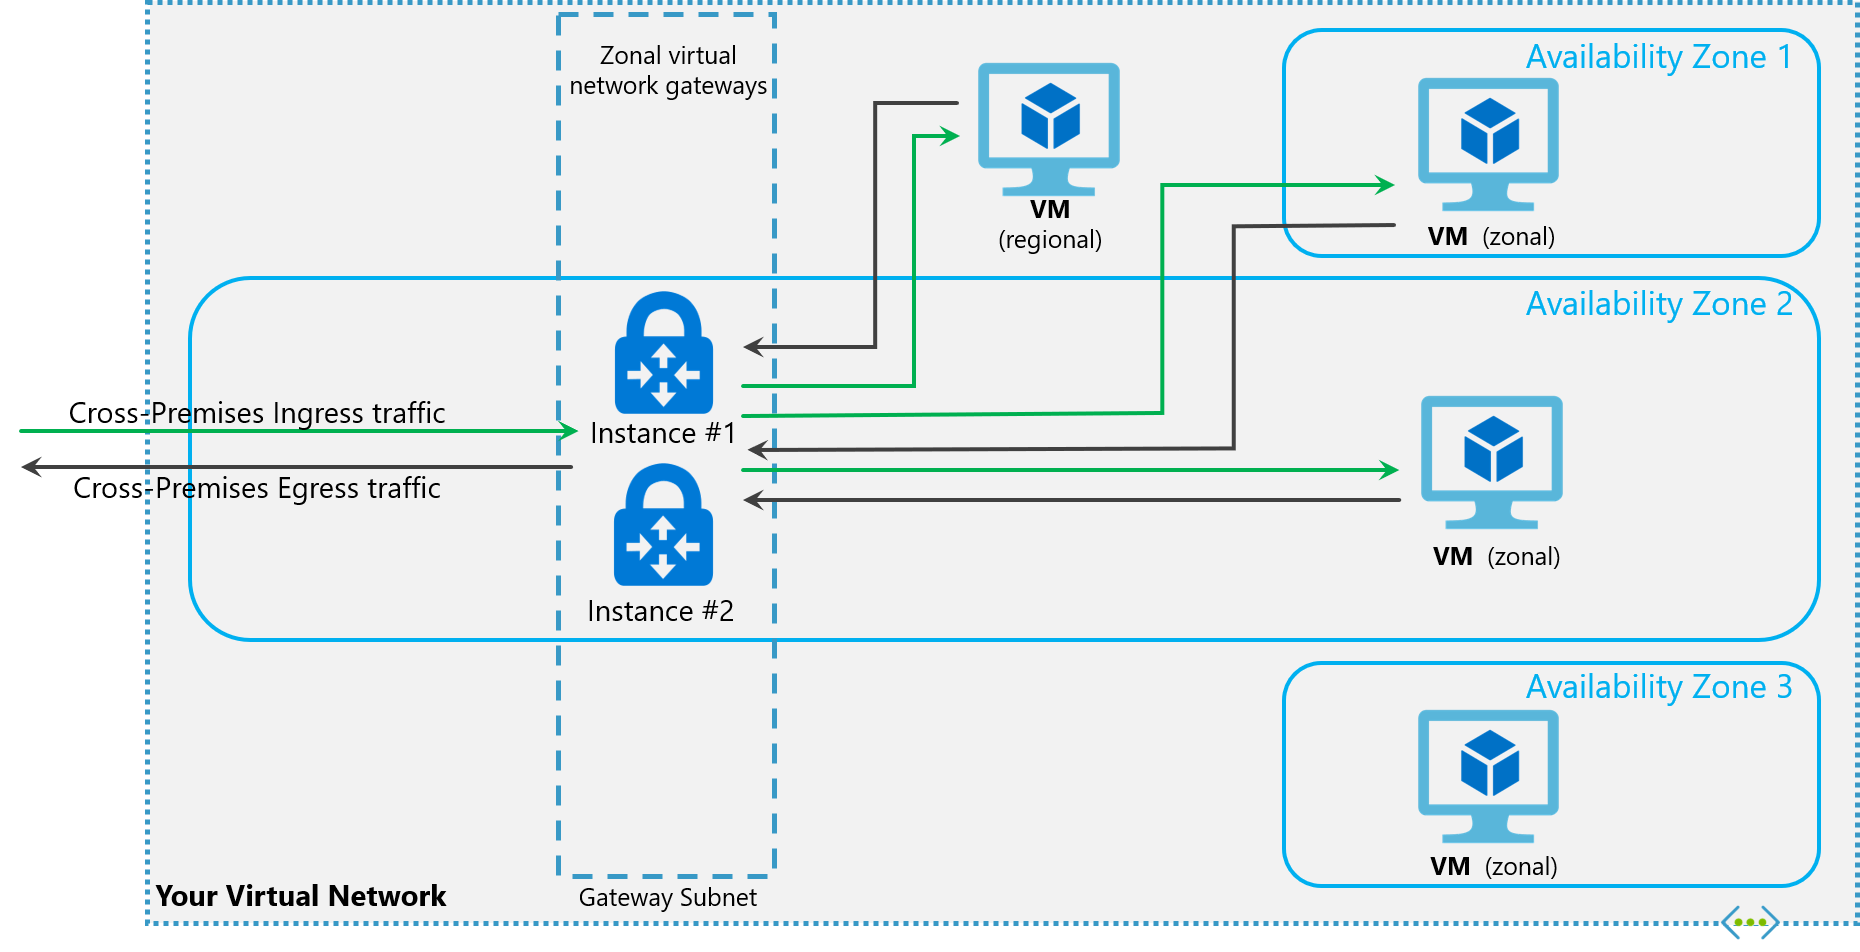 Zonal virtual
network gateways
Availability Zone 1
VM
(regional)
VM (zonal)
Availability Zone 2
Cross-Premises Ingress traffic
Instance #1
Cross-Premises Egress traffic
VM (zonal)
Instance #2
Availability Zone 3
VM (zonal)
Your Virtual Network
Gateway Subnet